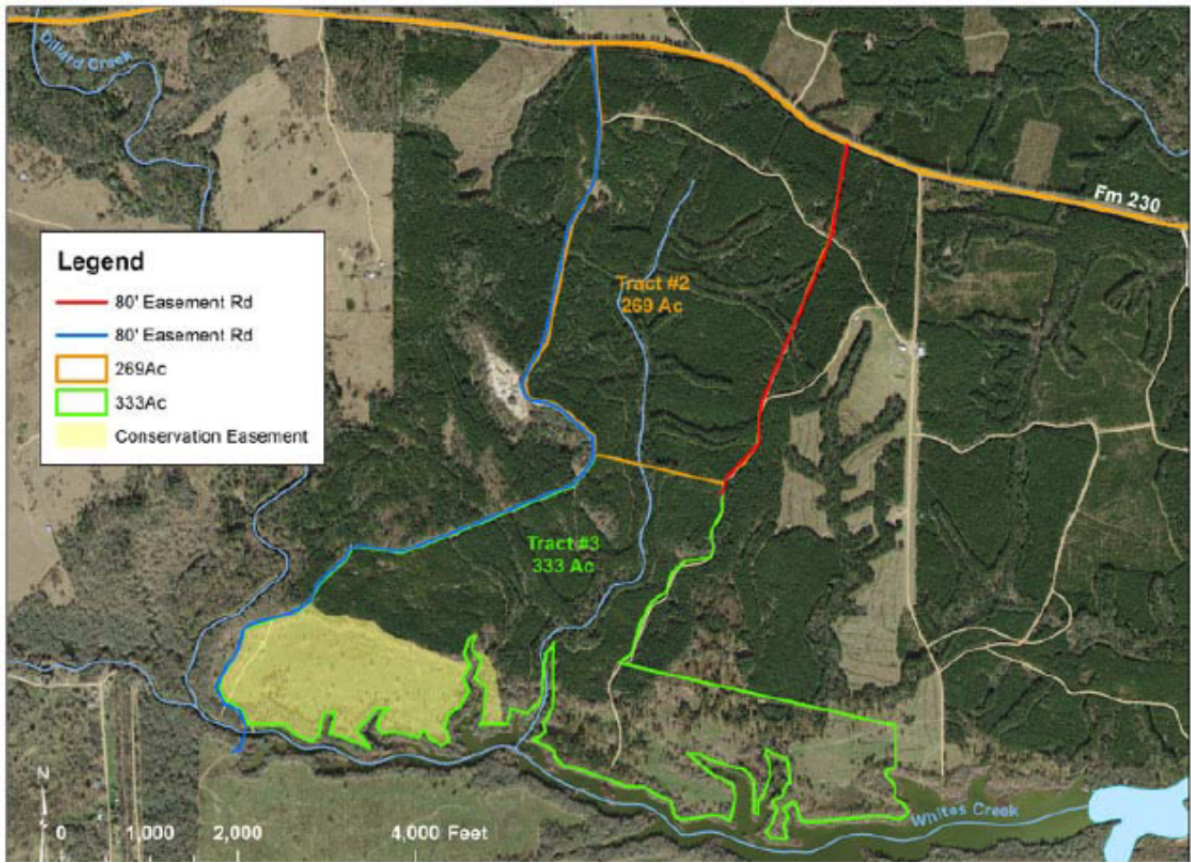 Dillard Creek
Fm 230
Legend
80' Easement Rd
80' Easement Rd
269Ac
333Ac
Conservation Easement
Tract #2
269 Ac
Tract #3
333 Ac
Whites Creek
N
0 1,000 2,000 4,000 Feet